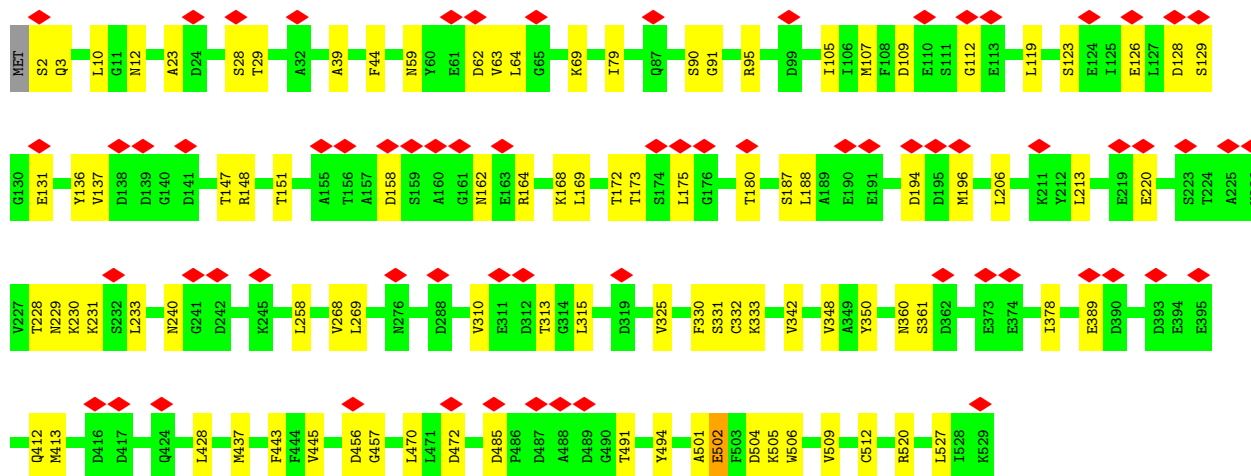 MET S2 Q3 L10 G11 N12 A23 D24 S28 T29 A32 A39 F44 N59 Y60 E61 D62 V63 L64 G65 K69 I79 Q87 S90 G91 R95 D99 I105 I106 M107 F108 D109 E110 S111 G112 E113 L119 S123 E124 I125 E126 L127 D128 S129
G130 E131 Y136 V137 D138 D139 G140 D141 T147 R148 T151 A155 T156 A157 D158 S159 A160 G161 N162 E163 R164 K168 L169 T172 T173 S174 L175 G176 T180 S187 L188 A189 E190 E191 D194 D195 M196 L206 K211 Y212 L213 E219 E220 S223 T224 A225
V227 T228 N229 K230 K231 S232 L233 N240 G241 D242 K245 L258 V268 L269 N276 D288 V310 E311 D312 T313 G314 L315 D319 V325 F330 S331 C332 K333 V342 V348 A349 Y350 N360 S361 D362 E373 E374 I378 E389 D390 D393 E394 E395
Q412 M413 D416 D417 Q424 L428 M437 F443 F444 V445 D456 G457 L470 L471 D472 D485 P486 D487 A488 D489 G490 T491 Y494 A501 E502 F503 D504 K505 W506 V509 C512 R520 L527 I528 K529